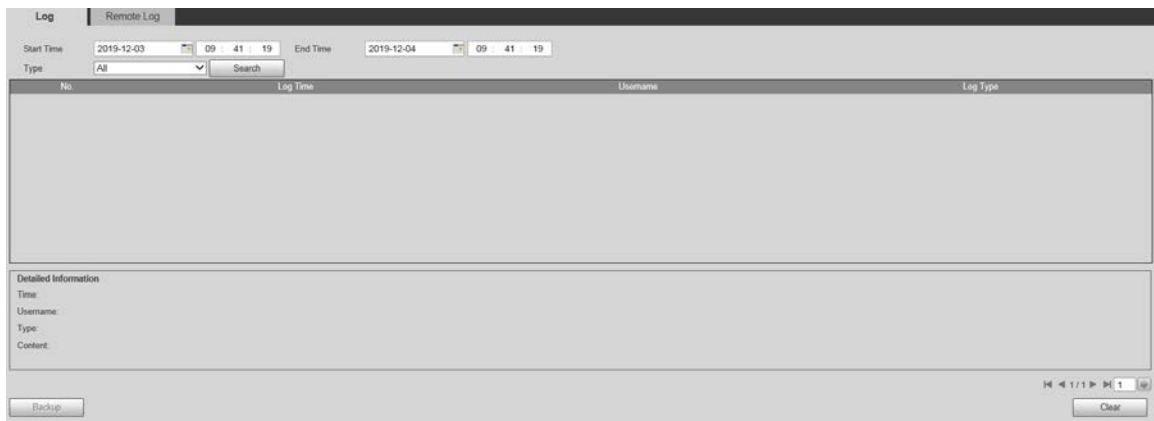 Log Remote Log
Start Time 2019-12-03 09 : 41 : 19 End Time 2019-12-04 09 : 41 : 19
Type All Search
No. Log Time Username Log Type
Detailed Information
Time:
Username:
Type:
Content:
1 / 1 1
Backup Clear